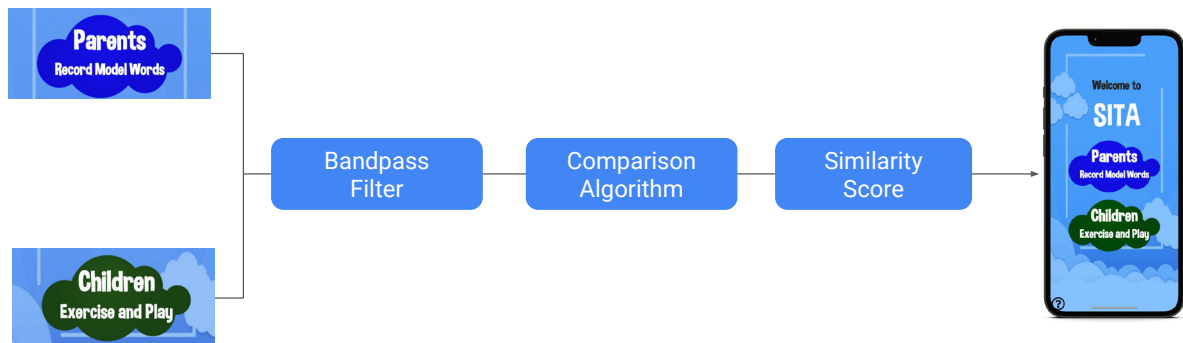 Parents
Record Model Words
Bandpass
Filter
Comparison
Algorithm
Similarity
Score
Children
Exercise and Play
Welcome to
SITA
Parents
Record Model Words
Children
Exercise and Play
?